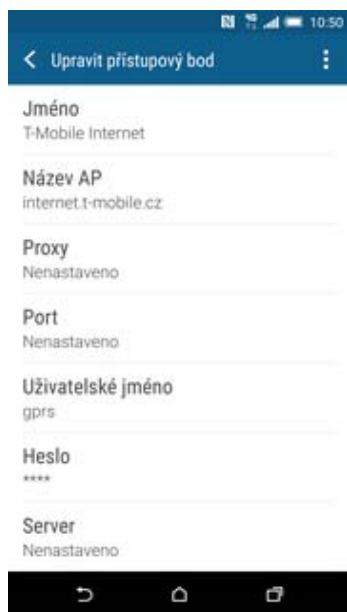 10:50
Upravit přístupový bod
Jméno
T-Mobile Internet
Název AP
internet.t-mobile.cz
Proxy
Nenastaveno
Port
Nenastaveno
Uživatelské jméno
gprs
Heslo
****
Server
Nenastaveno